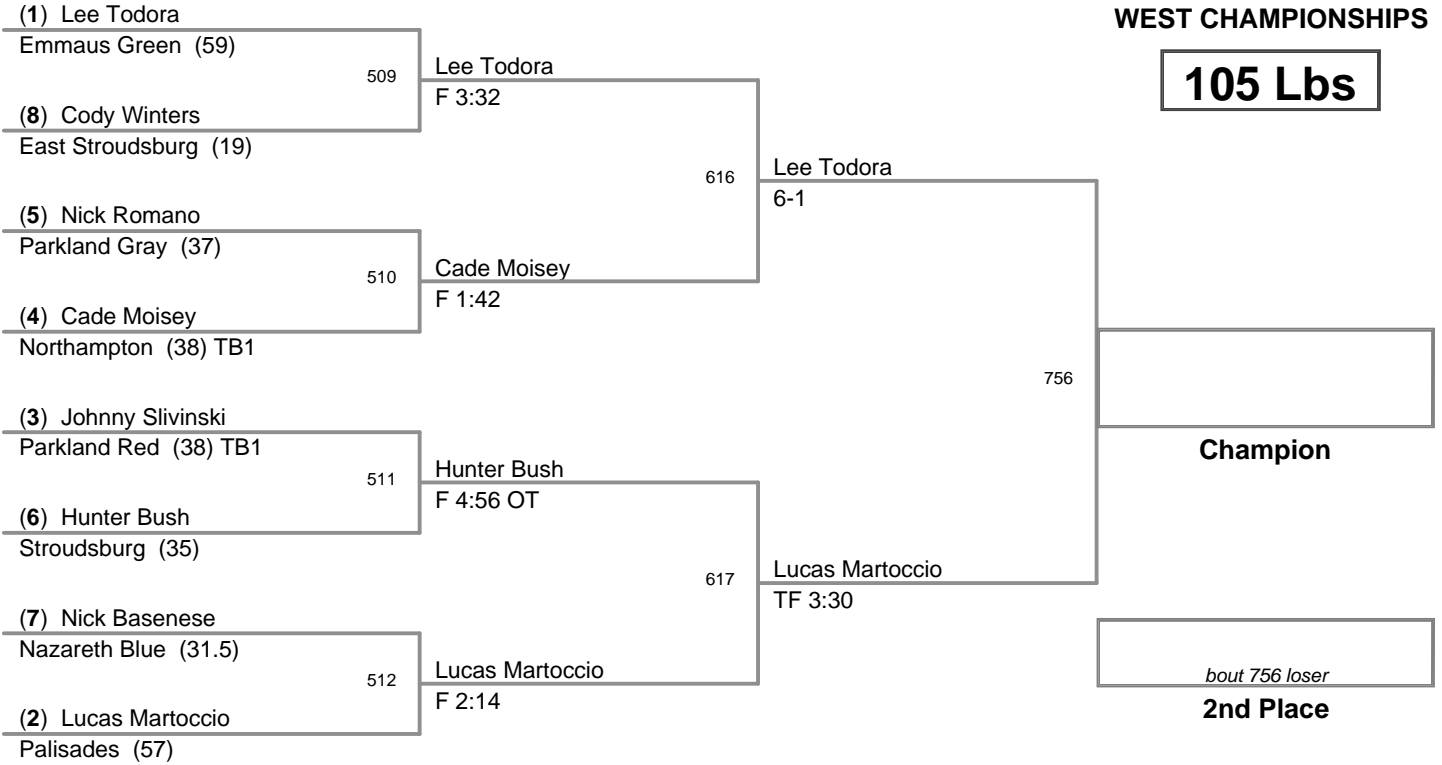 WEST CHAMPIONSHIPS
105 Lbs
(1) Lee Todora
Emmaus Green (59)
509
(8) Cody Winters
East Stroudsburg (19)
(5) Nick Romano
Parkland Gray (37)
510
(4) Cade Moisey
Northampton (38) TB1
(3) Johnny Slivinski
Parkland Red (38) TB1
511
(6) Hunter Bush
Stroudsburg (35)
(7) Nick Basenese
Nazareth Blue (31.5)
512
(2) Lucas Martoccio
Palisades (57)
Lee Todora
F 3:32
616
Cade Moisey
F 1:42
Hunter Bush
F 4:56 OT
617
Lucas Martoccio
F 2:14
Lee Todora
6-1
756
Lucas Martoccio
TF 3:30
Champion
bout 756 loser
2nd Place